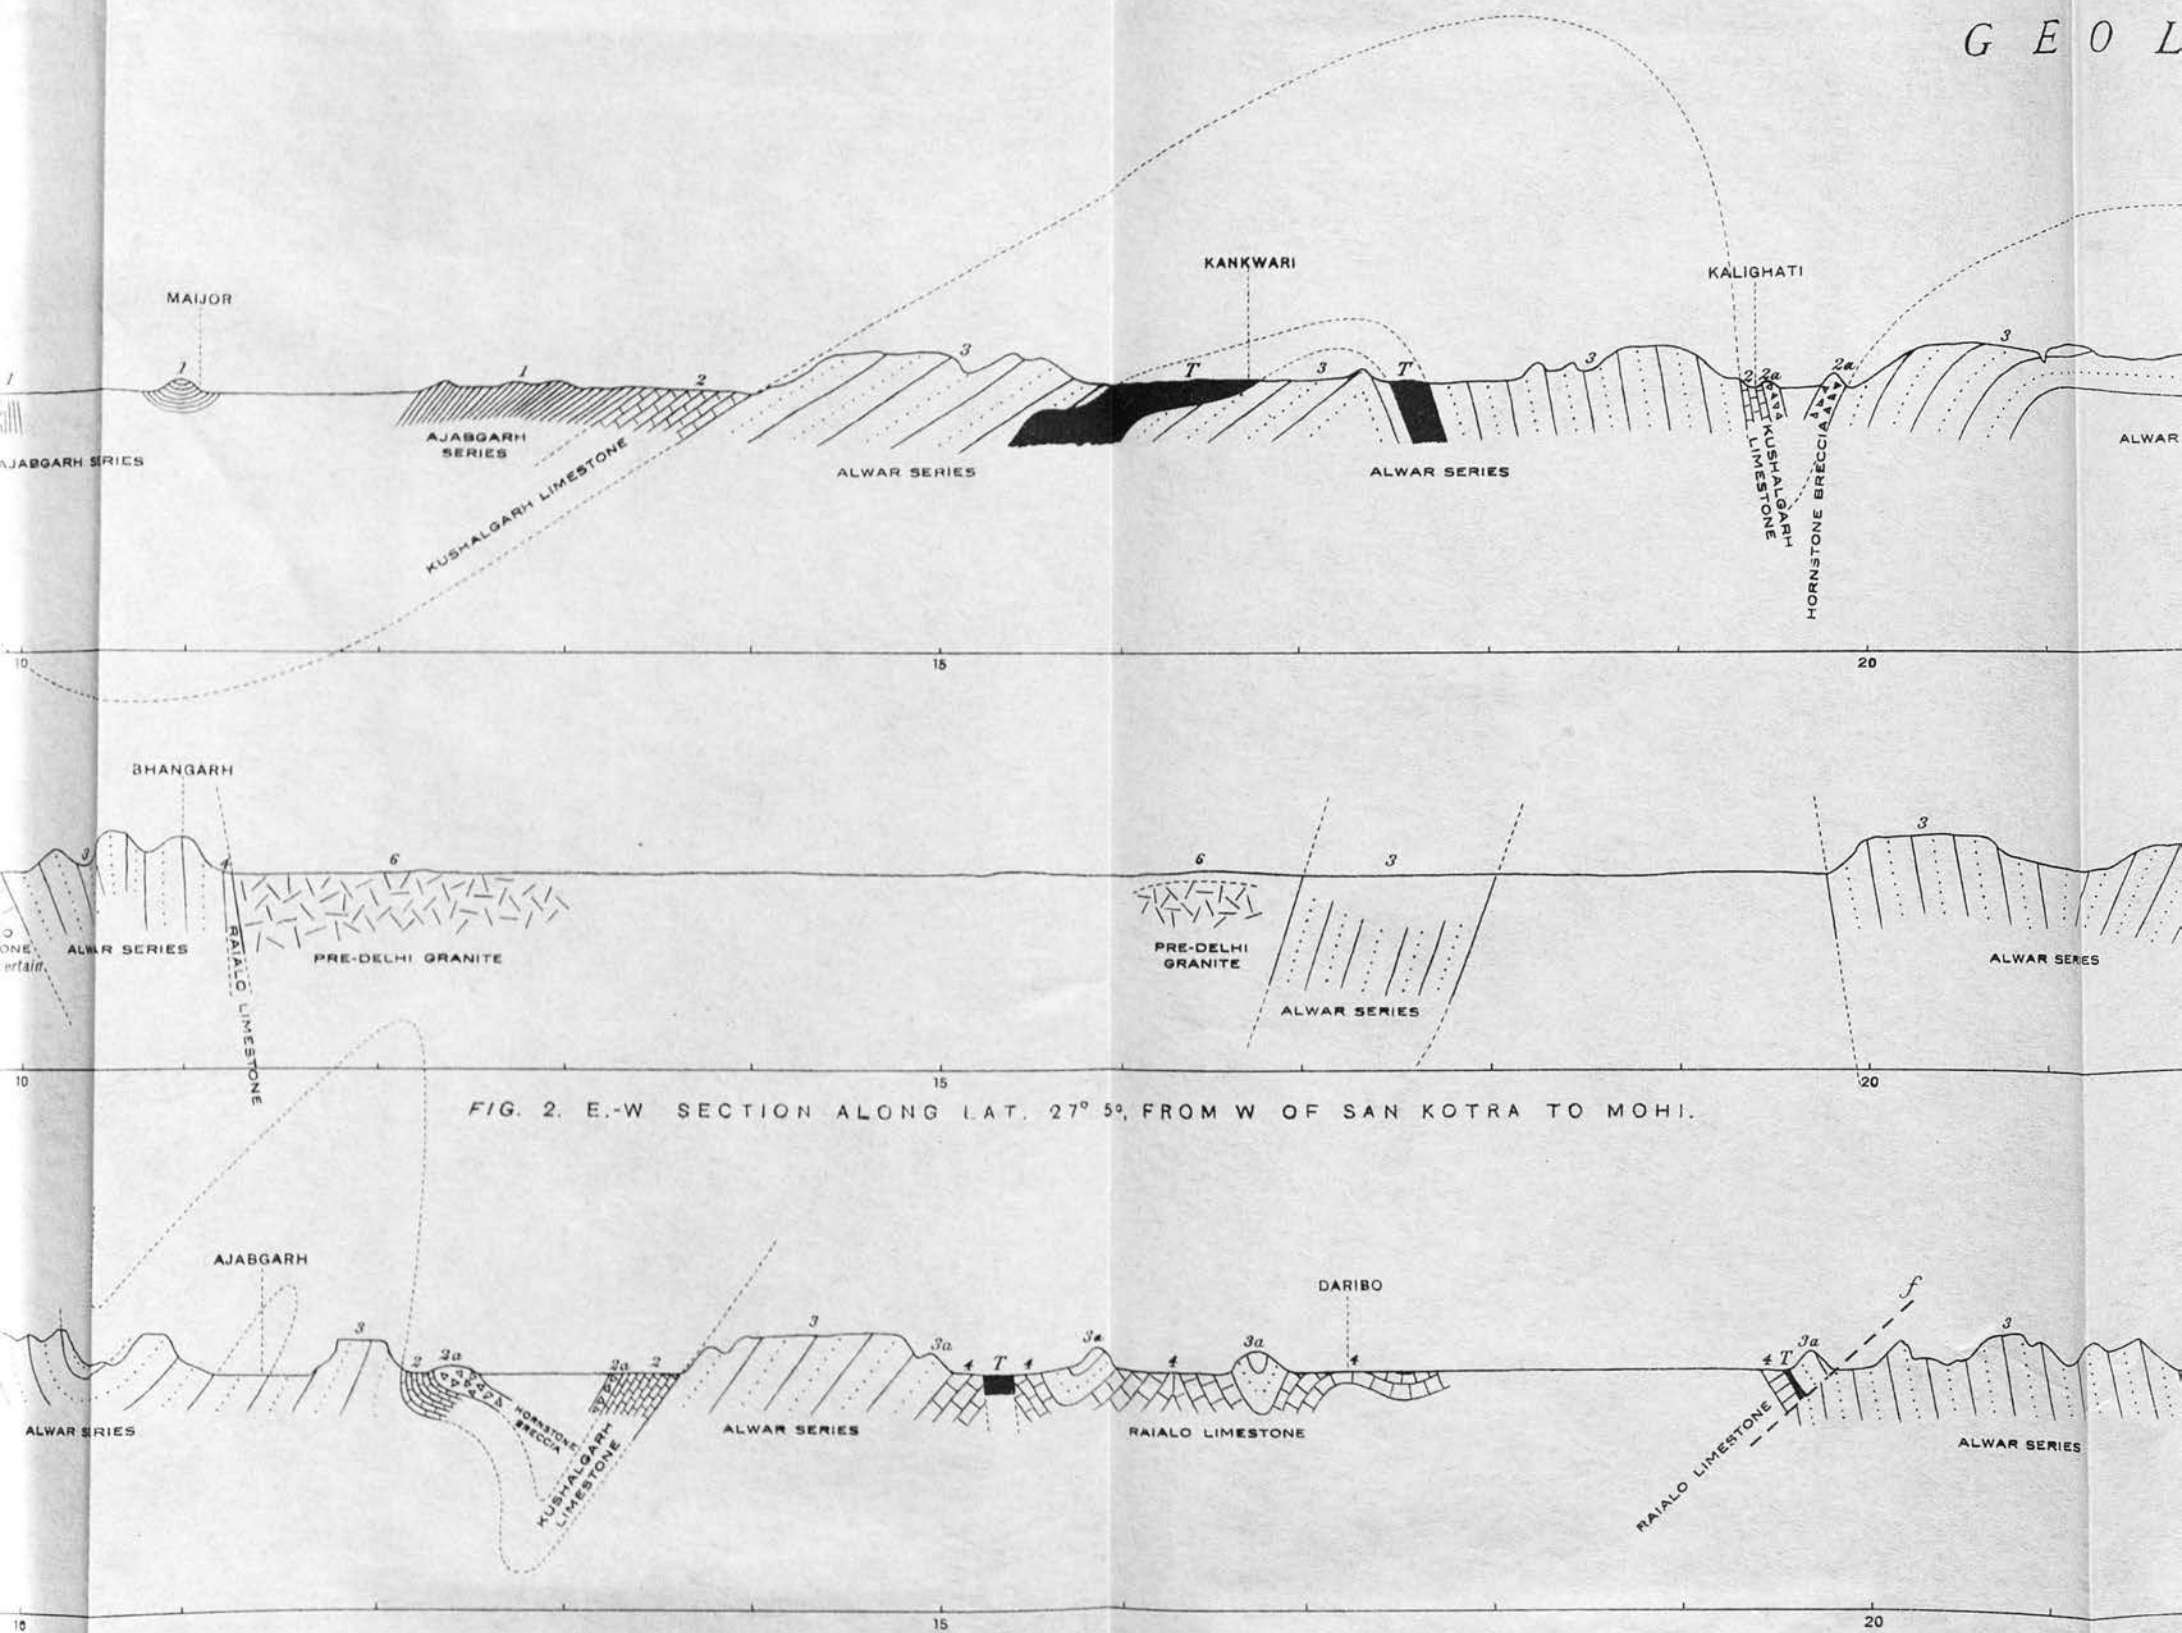 G E O L
KANKWARI
KALIGHATI
MAIJOR
1 1 1 2 3 T 3 T 3 2 2a 2a 3
AJABGARH SERIES
AJABGARH
SERIES
KUSHALGARH LIMESTONE
ALWAR SERIES
ALWAR SERIES
KUSHALGARH
LIMESTONE
HORNSTONE BRECCIA
ALWAR
10 15 20
BHANGARH
3 4 6 6 3 3
ONE
ertain.
ALWAR SERIES
RAIALO LIMESTONE
PRE-DELHI GRANITE
PRE-DELHI
GRANITE
ALWAR SERIES
ALWAR SERIES
10 15 20
FIG. 2. E.-W SECTION ALONG LAT. 27° 5°, FROM W OF SAN KOTRA TO MOHI.
AJABGARH
DARIBO
f
3 2 2a 2a 2 3 3a 4 T 4 3a 4 3a 4 4 T 3a 3
ALWAR SERIES
HORNSTONE
BRECCIA
KUSHALGARH
LIMESTONE
ALWAR SERIES
RAIALO LIMESTONE
RAIALO LIMESTONE
ALWAR SERIES
10 15 20